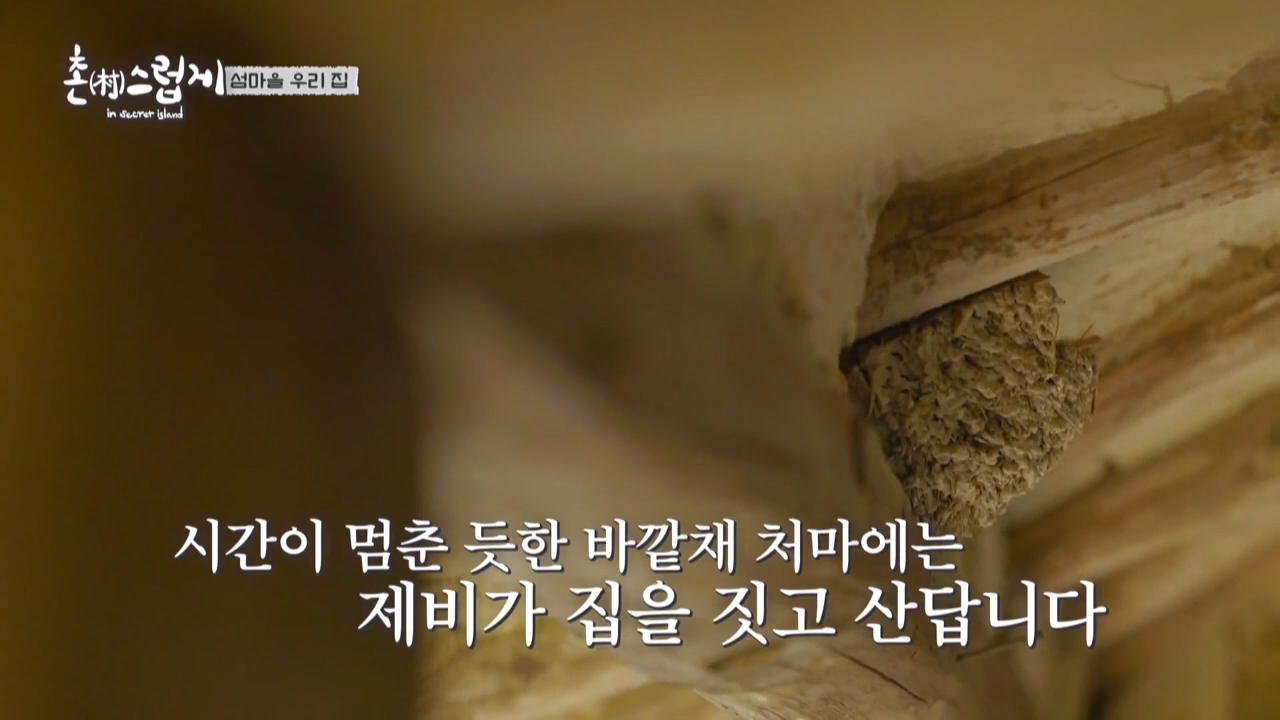 촌(村)스럽게 섬마을 우리 집
in secret island
시간이 멈춘 듯한 바깥채 처마에는
제비가 집을 짓고 산답니다